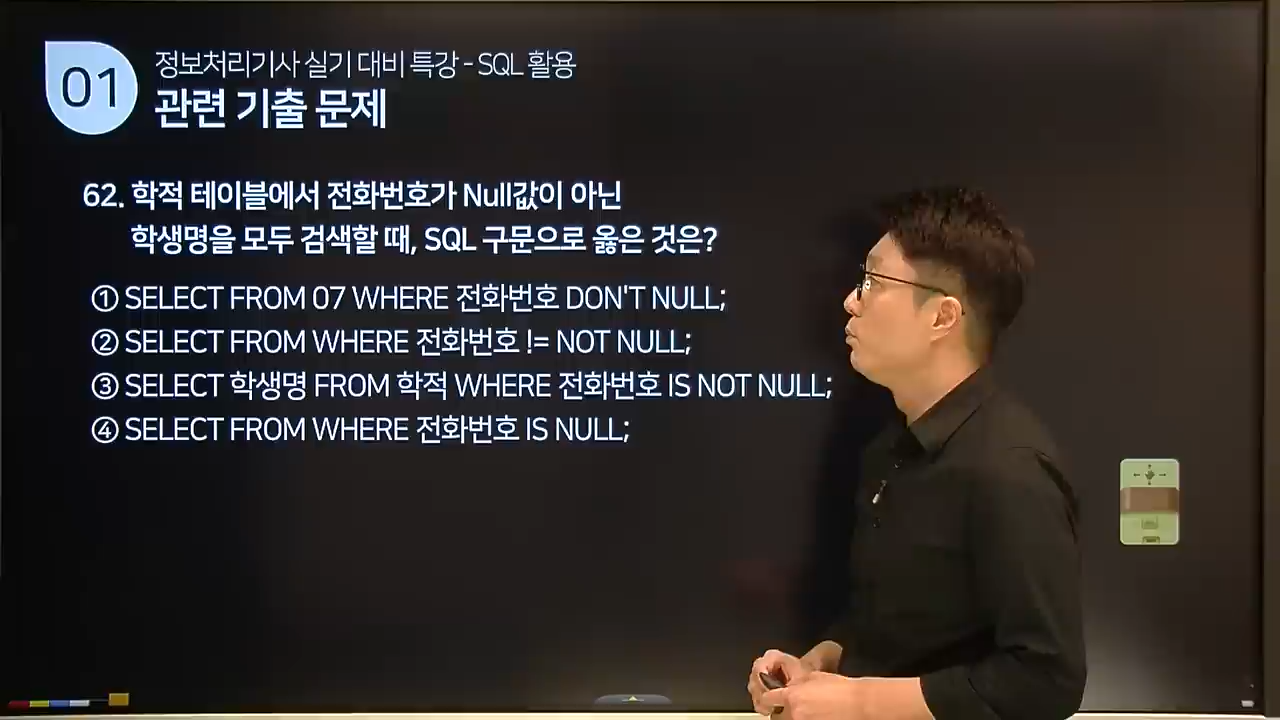 01
정보처리기사 실기 대비 특강 - SQL 활용
관련 기출 문제
62. 학적 테이블에서 전화번호가 Null값이 아닌
학생명을 모두 검색할 때, SQL 구문으로 옳은 것은?
① SELECT FROM 07 WHERE 전화번호 DON'T NULL;
② SELECT FROM WHERE 전화번호 != NOT NULL;
③ SELECT 학생명 FROM 학적 WHERE 전화번호 IS NOT NULL;
④ SELECT FROM WHERE 전화번호 IS NULL;